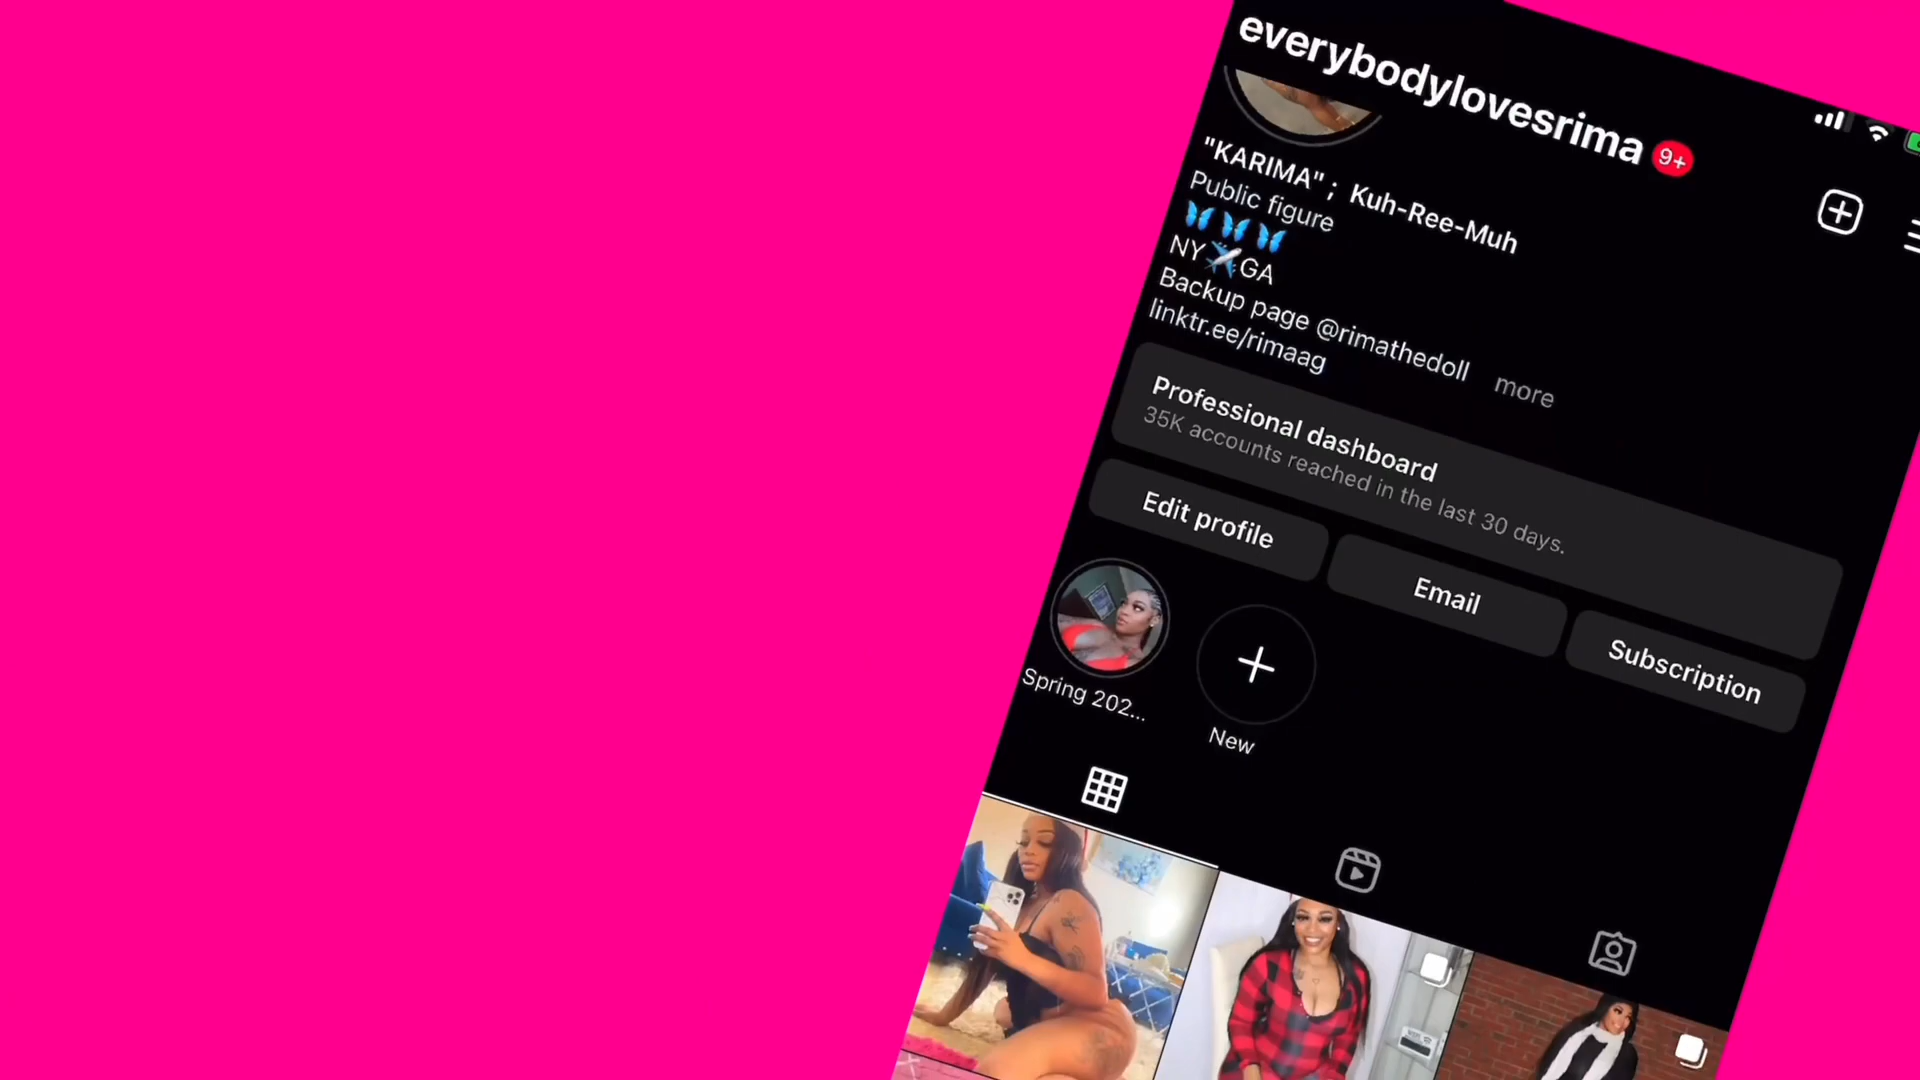 everybodylovesrima 9+
"KARIMA" ; Kuh-Ree-Muh
Public figure
🦋🦋🦋
NY✈️GA
Backup page @rimathedoll more
linktr.ee/rimaag
Professional dashboard
35K accounts reached in the last 30 days.
Edit profile
Email
Subscription
Spring 202...
New